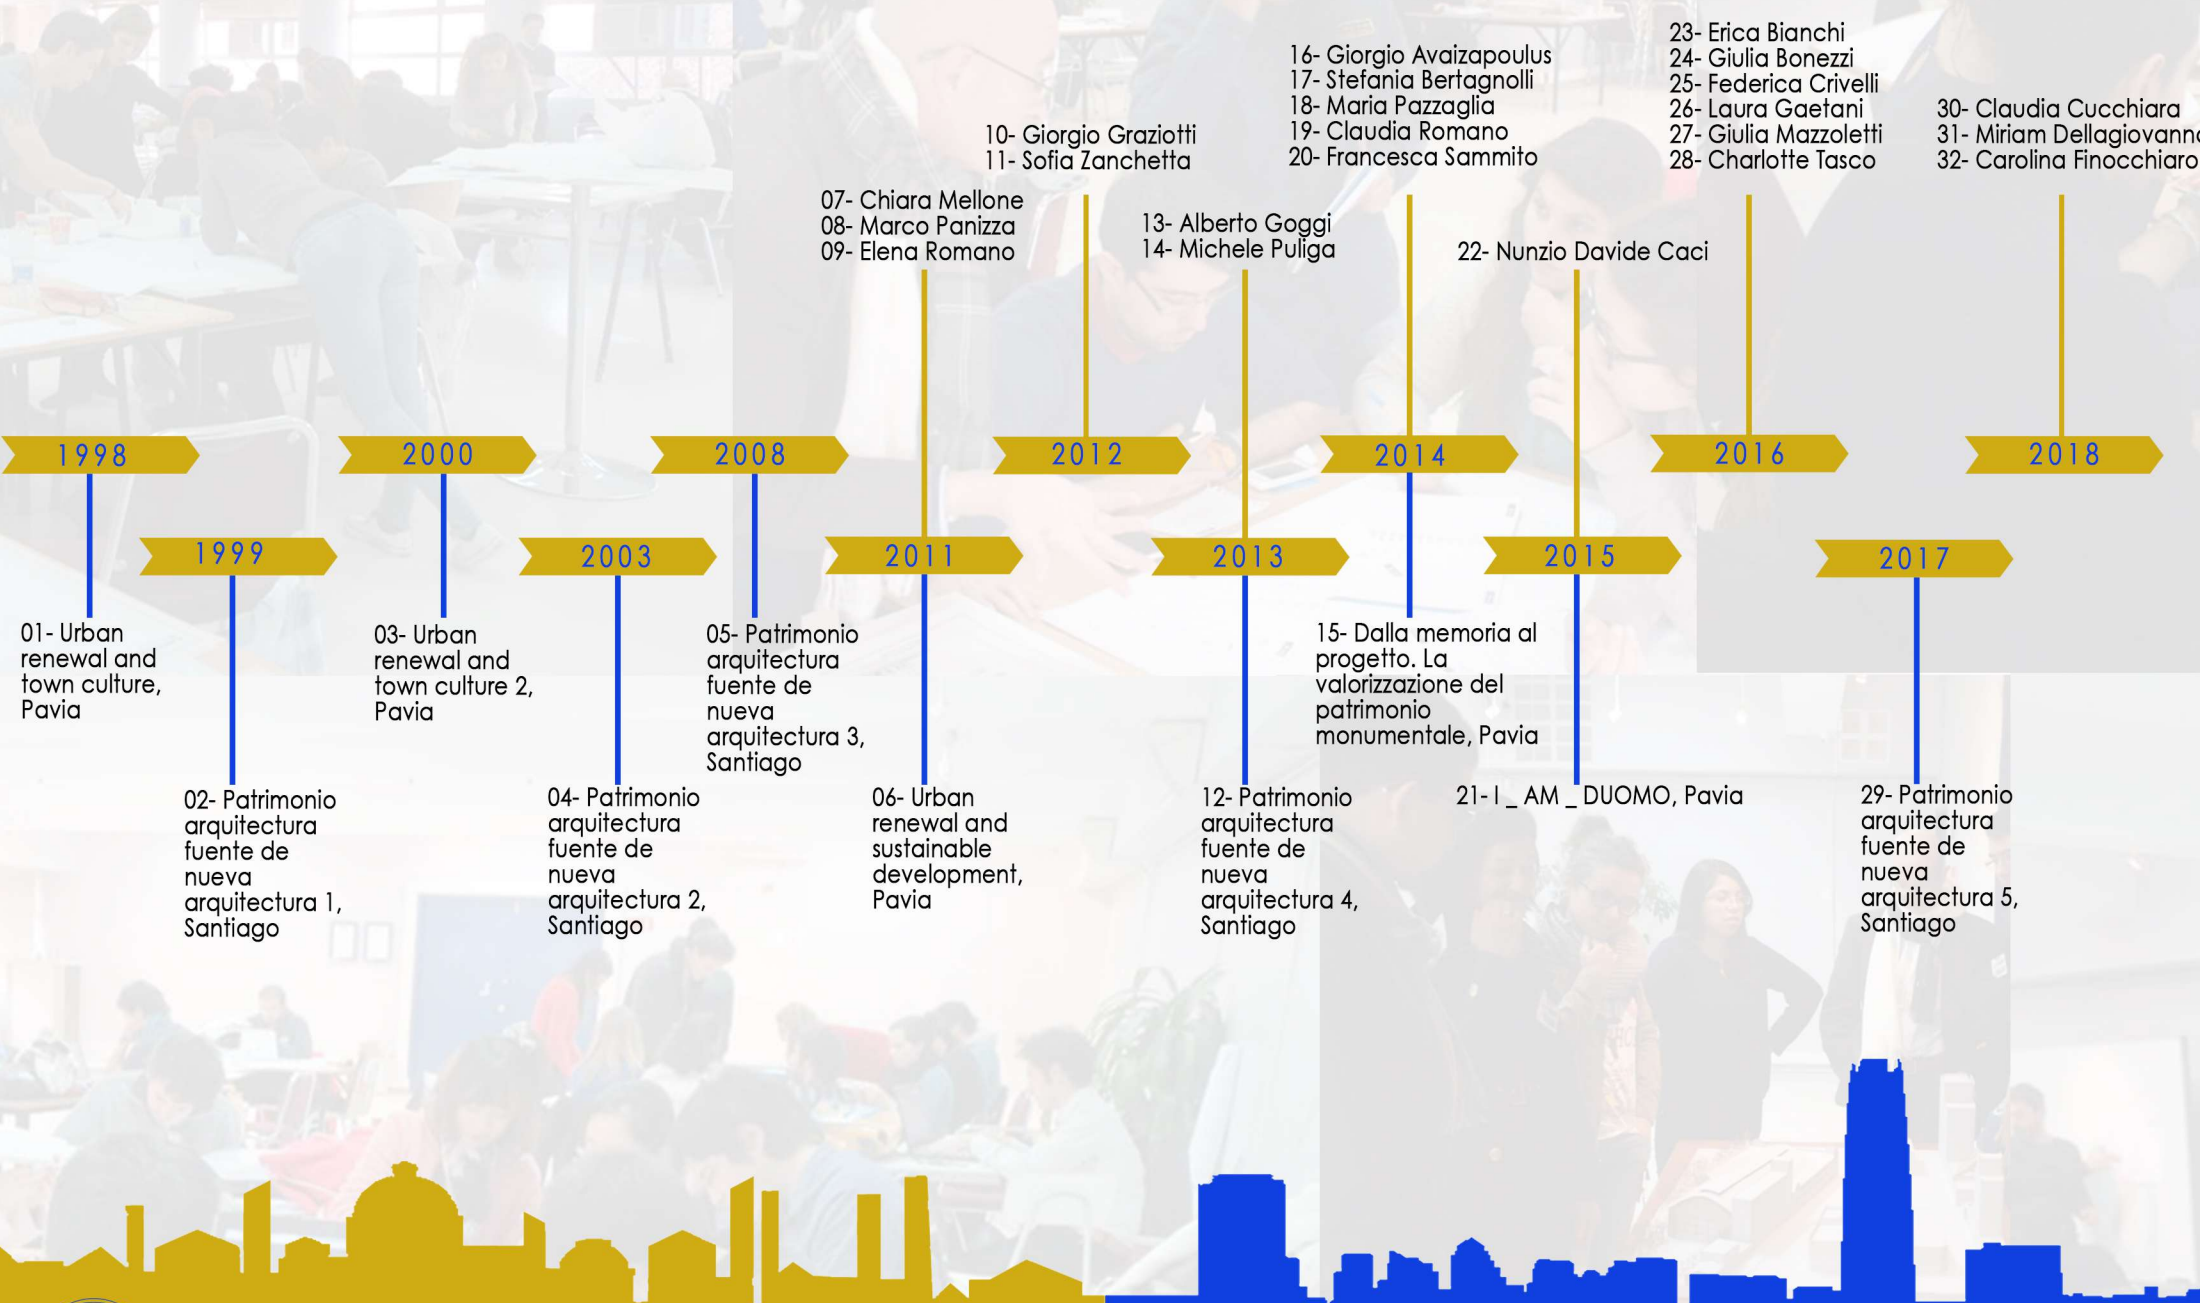 23- Erica Bianchi
24- Giulia Bonezzi
25- Federica Crivelli
26- Laura Gaetani
27- Giulia Mazzoletti
28- Charlotte Tasco
16- Giorgio Avaizapoulus
17- Stefania Bertagnolli
18- Maria Pazzaglia
19- Claudia Romano
20- Francesca Sammito
30- Claudia Cucchiara
31- Miriam Dellagiovanna
32- Carolina Finocchiaro
10- Giorgio Graziotti
11- Sofia Zanchetta
07- Chiara Mellone
08- Marco Panizza
09- Elena Romano
13- Alberto Goggi
14- Michele Puliga
22- Nunzio Davide Caci
1998
2000
2008
2012
2014
2016
2018
1999
2003
2011
2013
2015
2017
01- Urban
renewal and
town culture,
Pavia
03- Urban
renewal and
town culture 2,
Pavia
05- Patrimonio
arquitectura
fuente de
nueva
arquitectura 3,
Santiago
15- Dalla memoria al
progetto. La
valorizzazione del
patrimonio
monumentale, Pavia
02- Patrimonio
arquitectura
fuente de
nueva
arquitectura 1,
Santiago
04- Patrimonio
arquitectura
fuente de
nueva
arquitectura 2,
Santiago
06- Urban
renewal and
sustainable
development,
Pavia
12- Patrimonio
arquitectura
fuente de
nueva
arquitectura 4,
Santiago
21- I _ AM _ DUOMO, Pavia
29- Patrimonio
arquitectura
fuente de
nueva
arquitectura 5,
Santiago